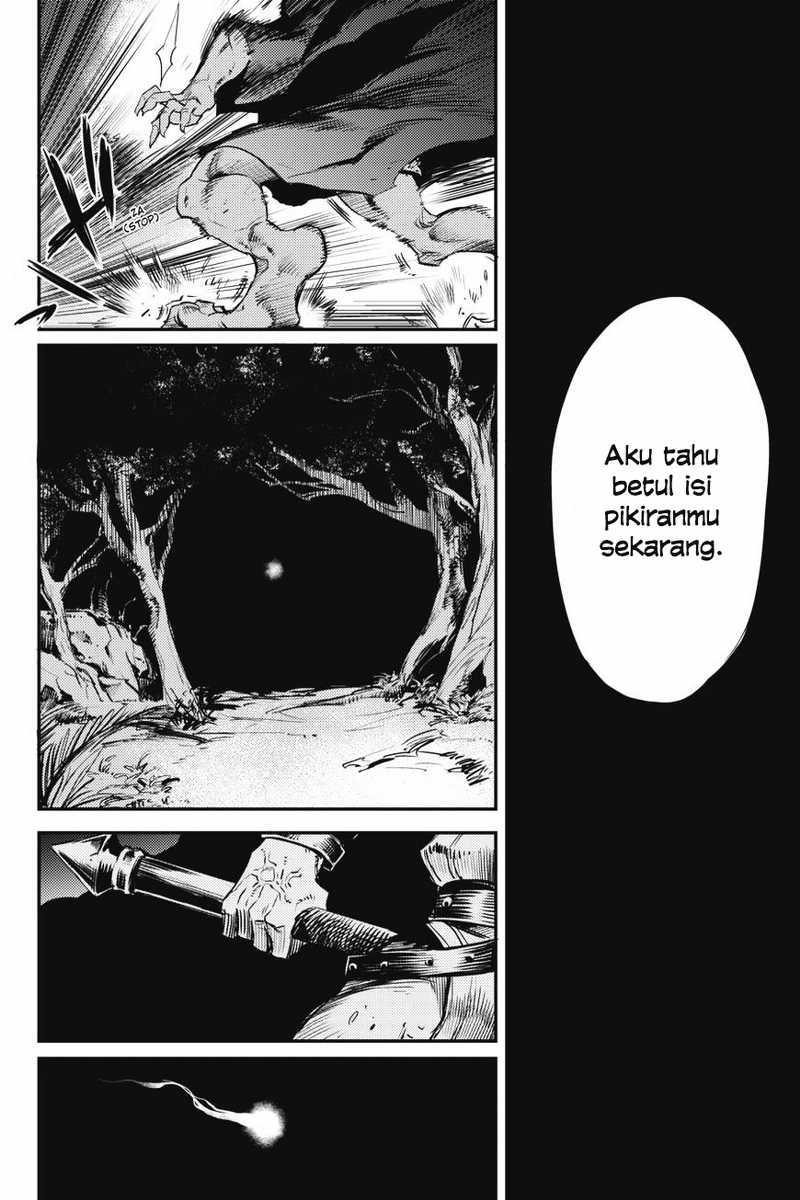 Aku tahu
betul isi
pikiranmu
sekarang.
ZA
(STOP)